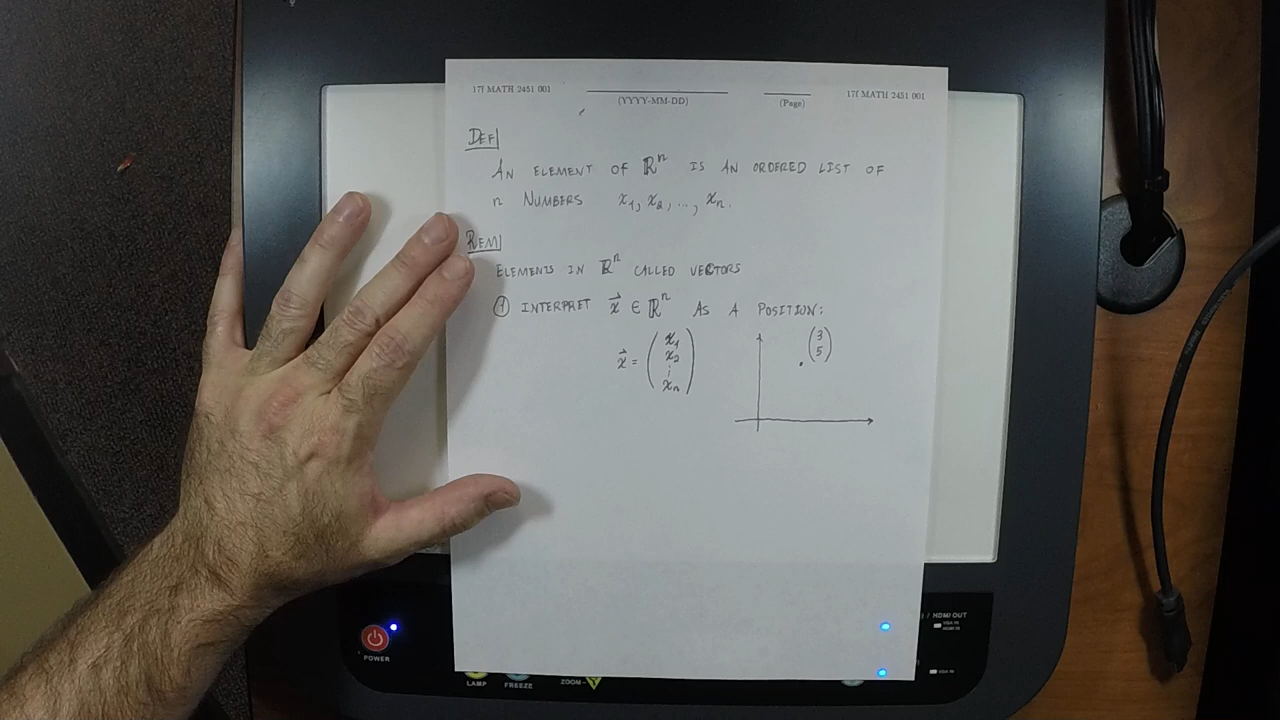 17f MATH 2451 001 (YYYY-MM-DD) (Page) 17f MATH 2451 001
DEF
AN ELEMENT OF ℝⁿ IS AN ORDERED LIST OF
n NUMBERS x₁, x₂, ..., xₙ.
REM
ELEMENTS IN ℝⁿ CALLED VECTORS
① INTERPRET x⃗ ∈ ℝⁿ AS A POSITION:
x⃗ = (x₁ x₂ ⋮ xₙ)
(3 5)
POWER
LAMP
FREEZE
ZOOM-
/ HDMI OUT